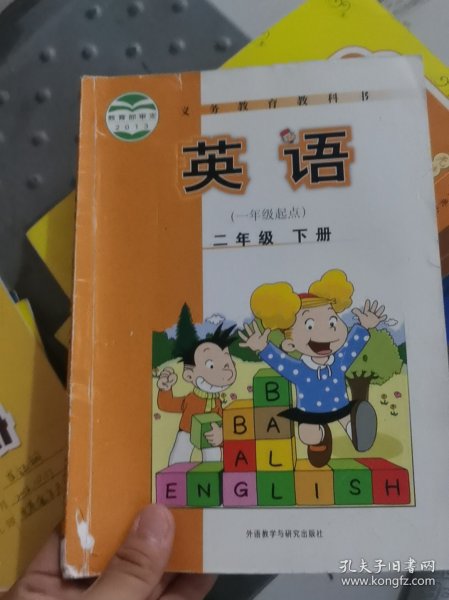 义务教育教科书
教育部审定
2013
英语
(一年级起点)
二年级 下册
B
BA
AL
ENGLISH
外语教学与研究出版社
孔夫子旧书网
www.kongfz.com